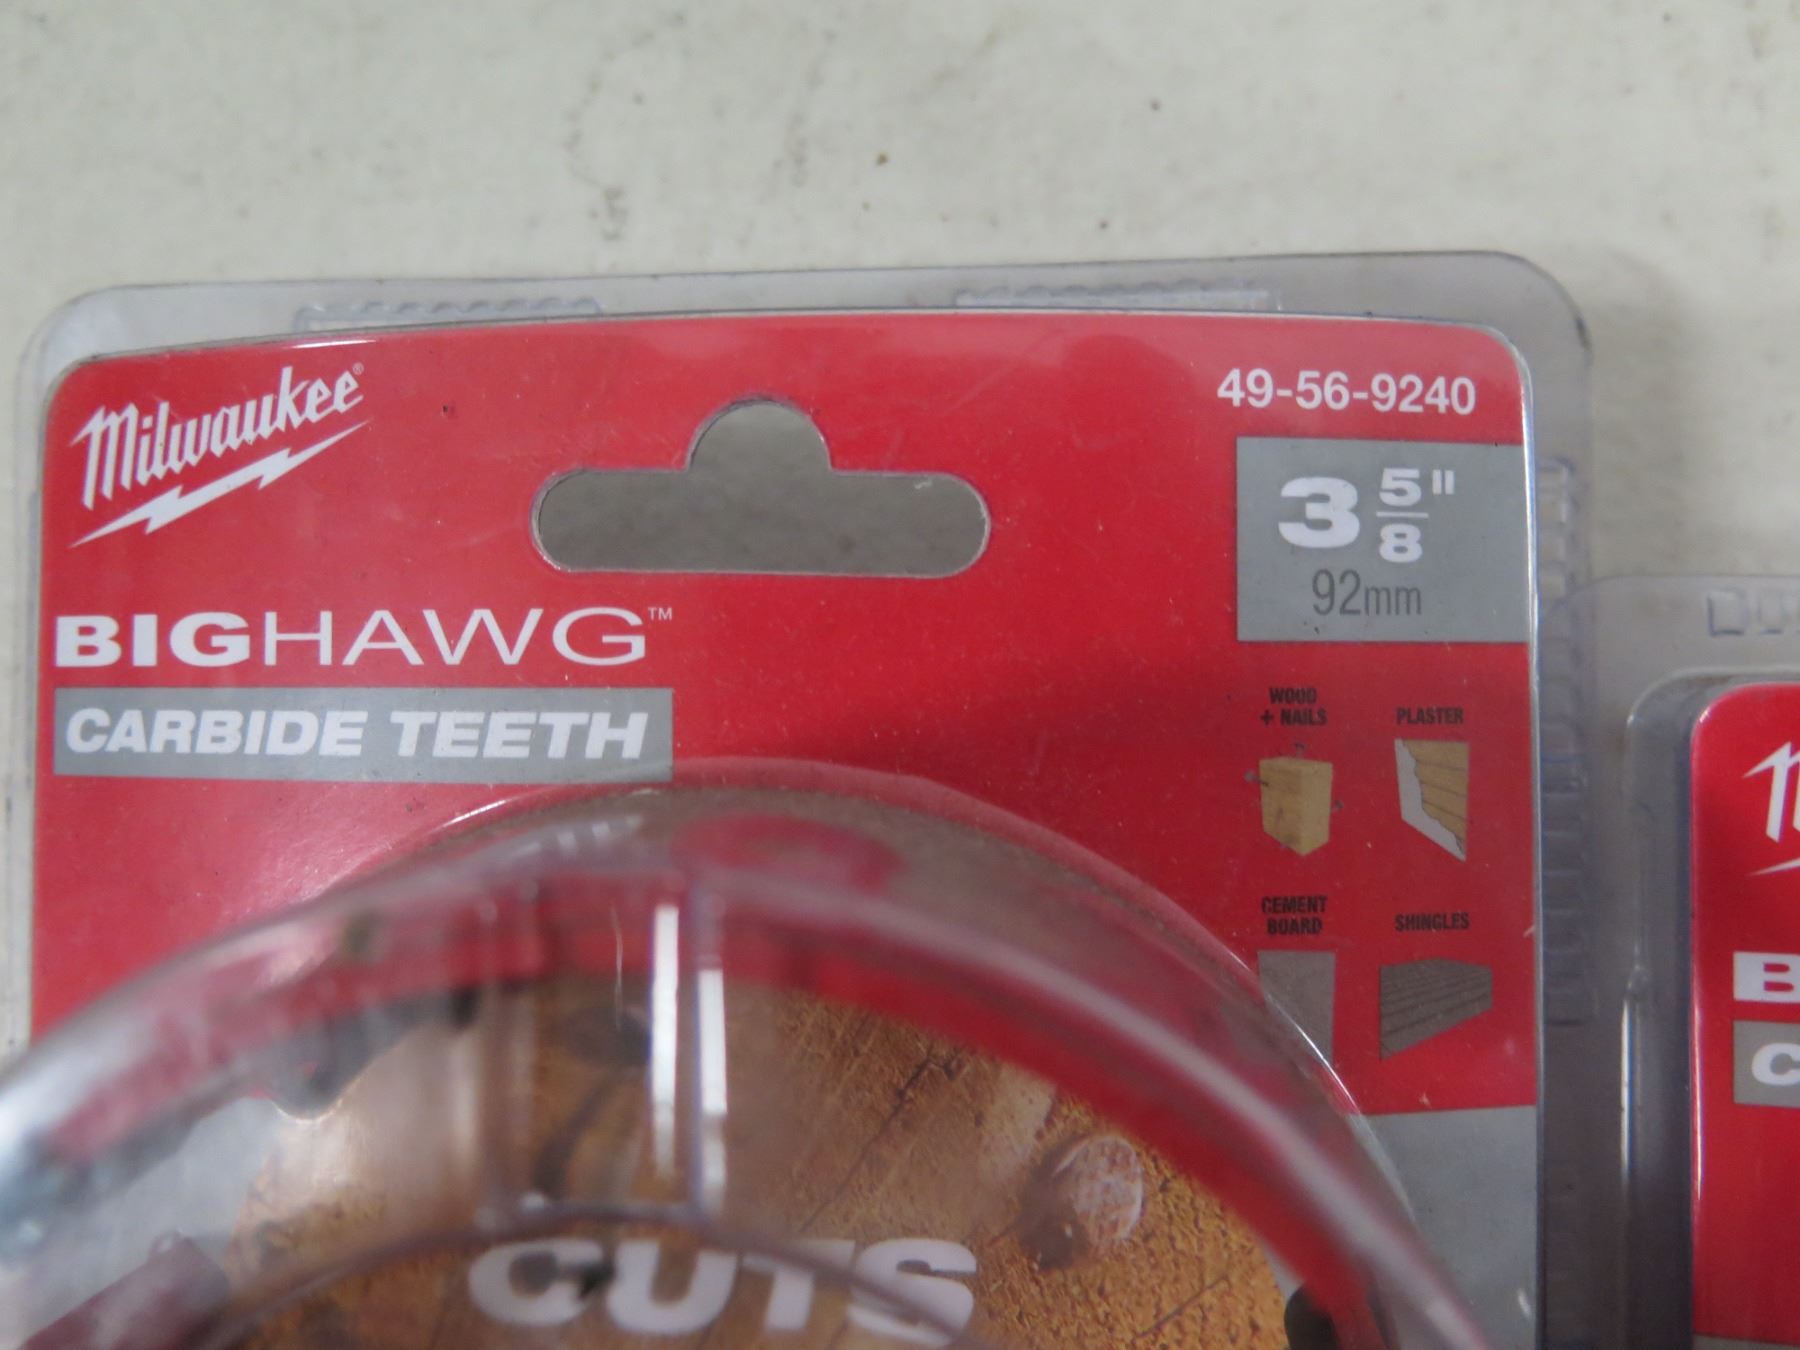 Milwaukee®
49-56-9240
3 5/8"
92mm
BIGHAWG™
CARBIDE TEETH
WOOD
+ NAILS
PLASTER
CEMENT
BOARD
SHINGLES
CUTS
B
C